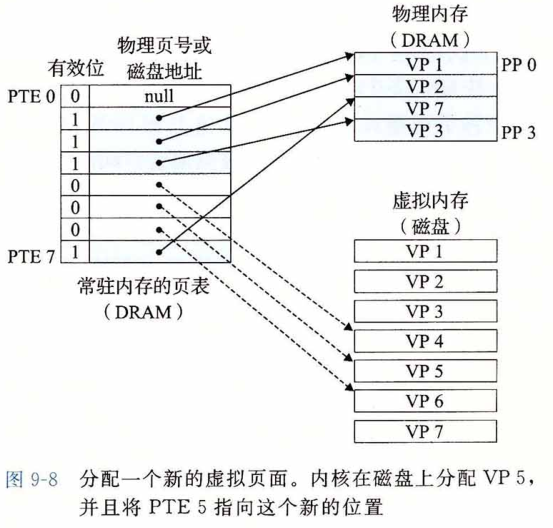 物理页号或
磁盘地址
有效位
PTE 0 0 null
1
1
1
0
0
0
PTE 7 1
常驻内存的页表
（DRAM）
物理内存
（DRAM）
VP 1 PP 0
VP 2
VP 7
VP 3 PP 3
虚拟内存
（磁盘）
VP 1
VP 2
VP 3
VP 4
VP 5
VP 6
VP 7
图 9-8 分配一个新的虚拟页面。内核在磁盘上分配 VP 5，
并且将 PTE 5 指向这个新的位置